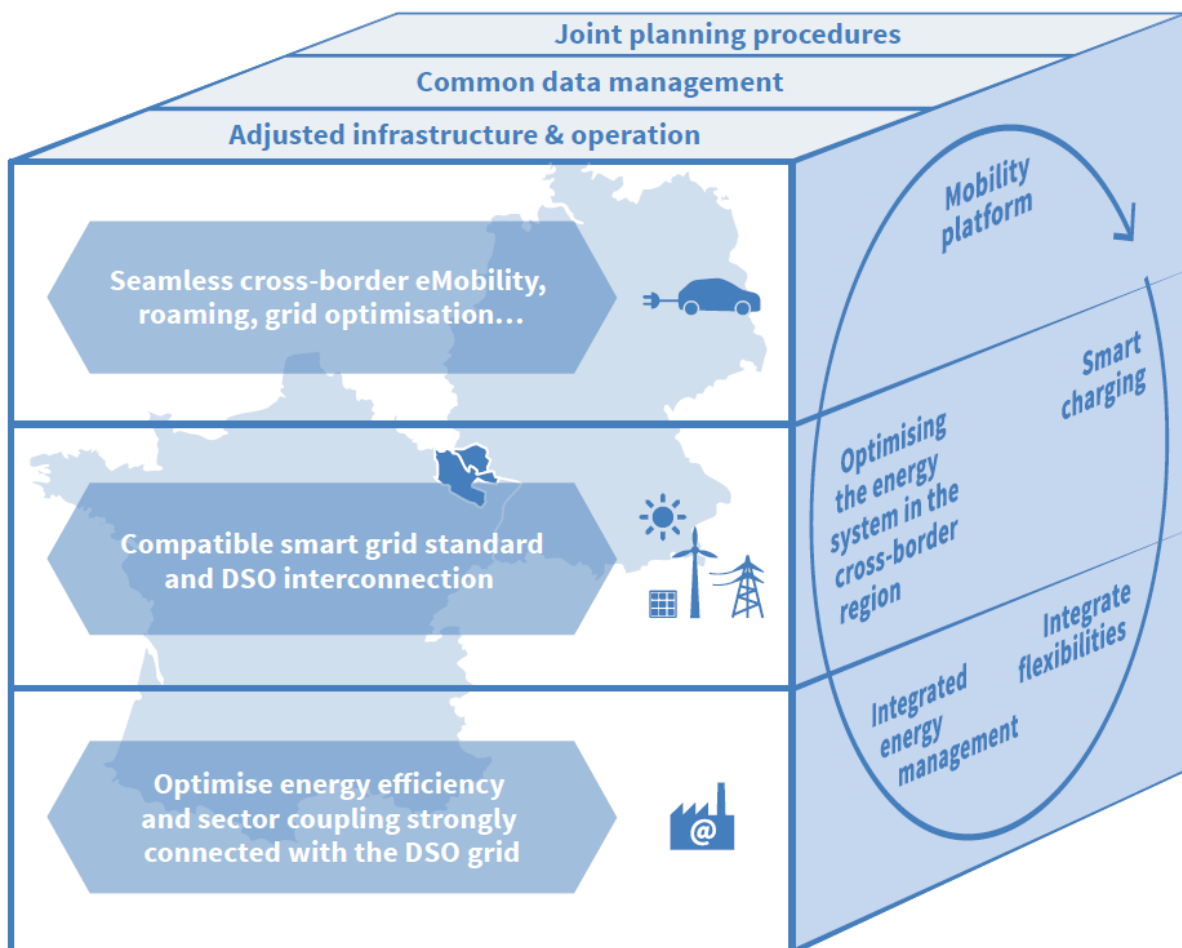 Joint planning procedures
Common data management
Adjusted infrastructure & operation
Seamless cross-border eMobility,
roaming, grid optimisation...
Compatible smart grid standard
and DSO interconnection
Optimise energy efficiency
and sector coupling strongly
connected with the DSO grid
@
Mobility
platform
Smart
charging
Optimising
the energy
system in the
cross-border
region
Integrate
flexibilities
Integrated
energy
management